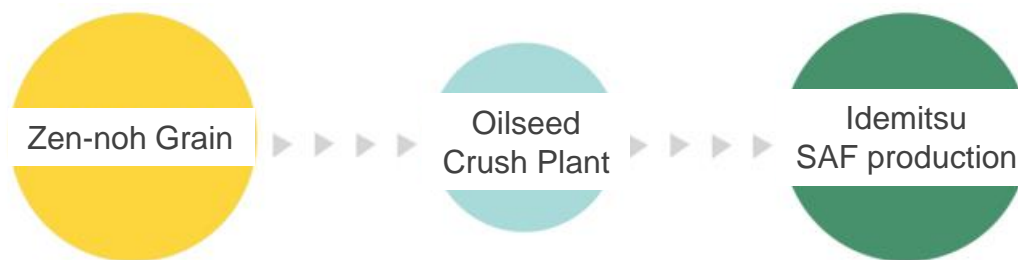 Zen-noh Grain
Oilseed
Crush Plant
Idemitsu
SAF production